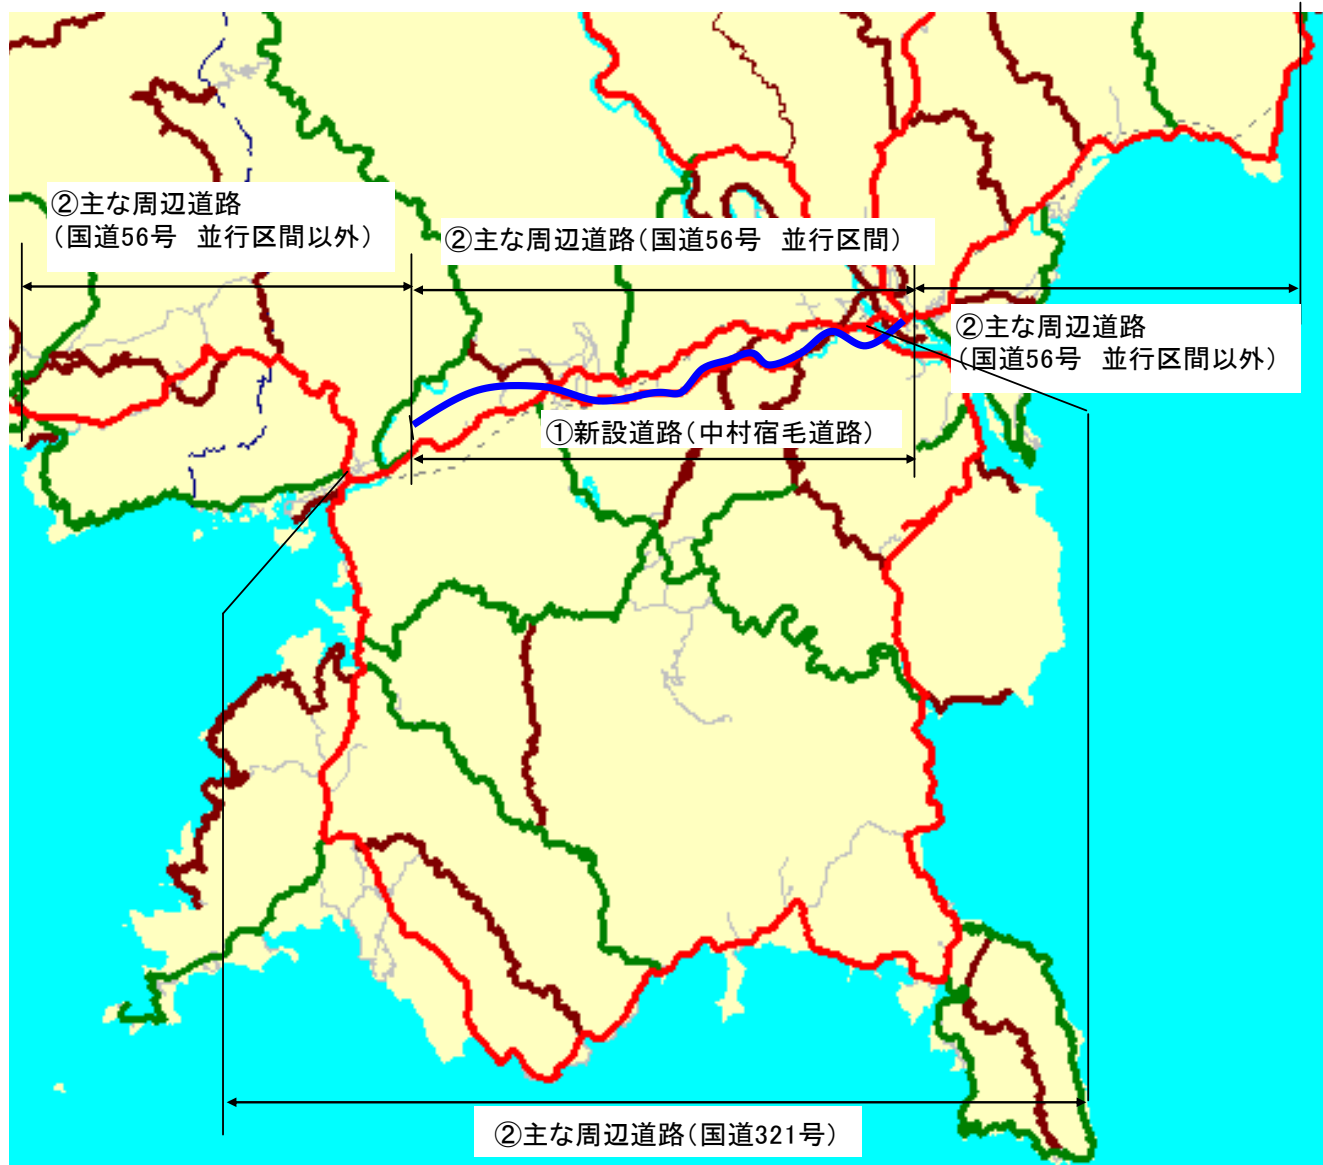 ②主な周辺道路
(国道56号　並行区間以外)
②主な周辺道路(国道56号　並行区間)
②主な周辺道路
(国道56号　並行区間以外)
①新設道路(中村宿毛道路)
②主な周辺道路(国道321号)